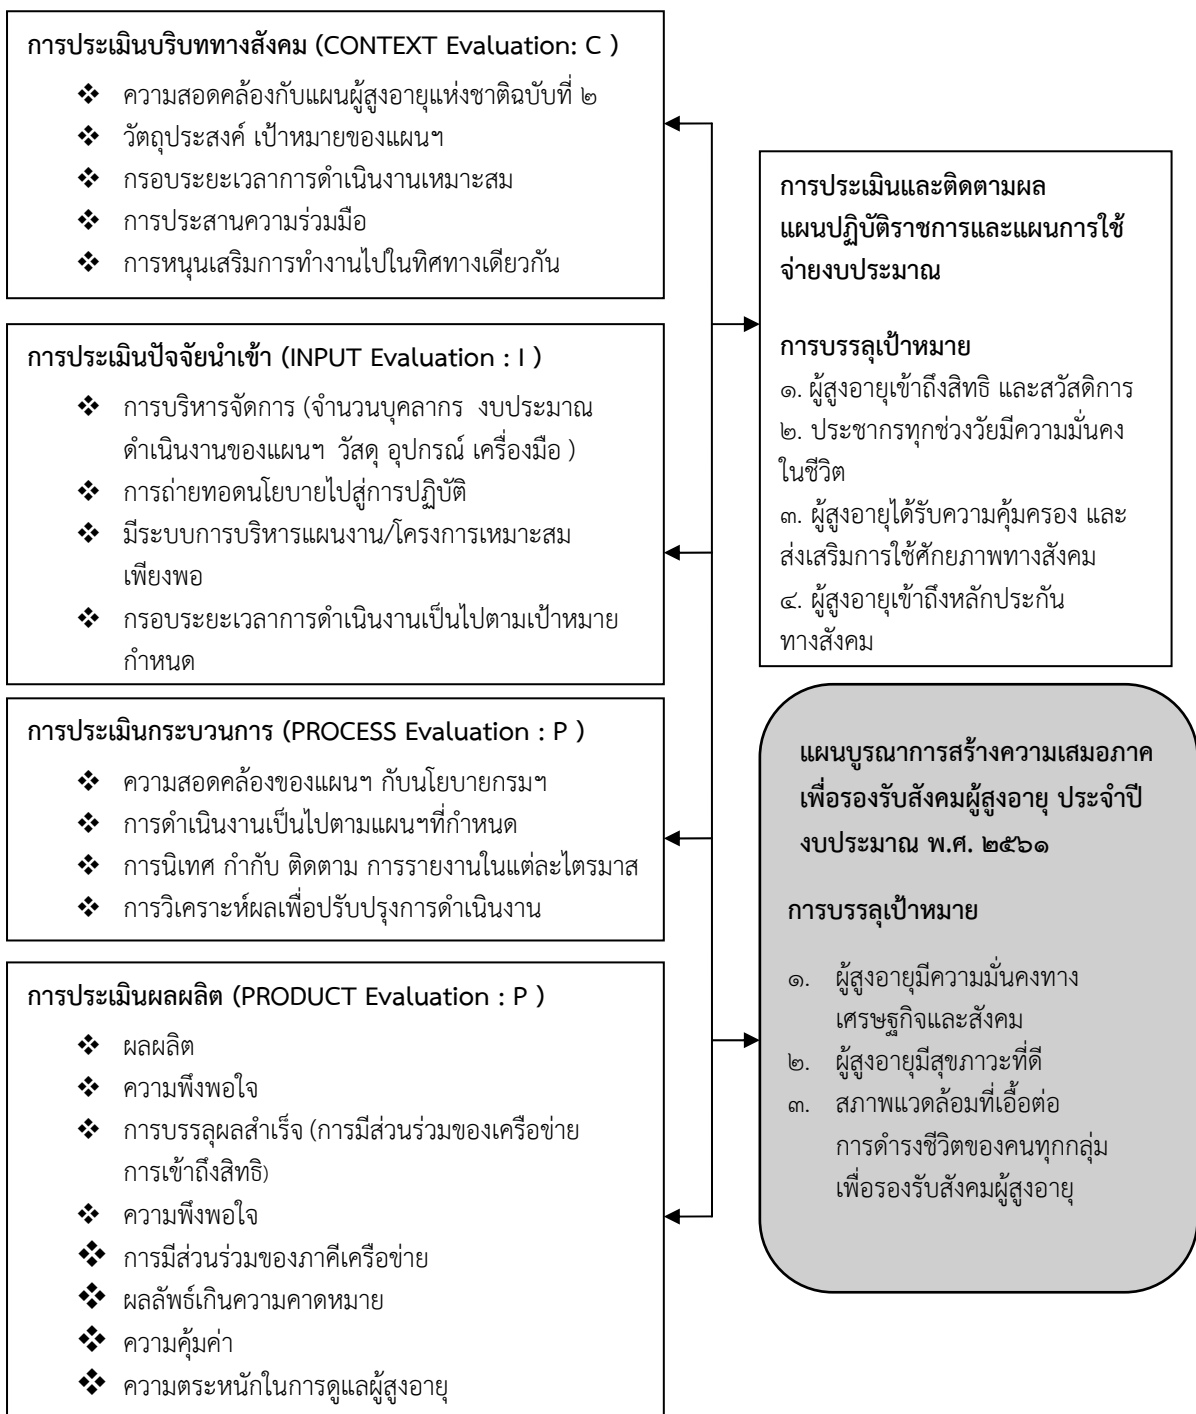 การประเมินบริบททางสังคม (CONTEXT Evaluation: C )
❖ ความสอดคล้องกับแผนผู้สูงอายุแห่งชาติฉบับที่ ๒
❖ วัตถุประสงค์ เป้าหมายของแผนฯ
❖ กรอบระยะเวลาการดำเนินงานเหมาะสม
❖ การประสานความร่วมมือ
❖ การหนุนเสริมการทำงานไปในทิศทางเดียวกัน
การประเมินปัจจัยนำเข้า (INPUT Evaluation : I )
❖ การบริหารจัดการ (จำนวนบุคลากร งบประมาณ
ดำเนินงานของแผนฯ วัสดุ อุปกรณ์ เครื่องมือ )
❖ การถ่ายทอดนโยบายไปสู่การปฏิบัติ
❖ มีระบบการบริหารแผนงาน/โครงการเหมาะสม
เพียงพอ
❖ กรอบระยะเวลาการดำเนินงานเป็นไปตามเป้าหมาย
กำหนด
การประเมินกระบวนการ (PROCESS Evaluation : P )
❖ ความสอดคล้องของแผนฯ กับนโยบายกรมฯ
❖ การดำเนินงานเป็นไปตามแผนฯที่กำหนด
❖ การนิเทศ กำกับ ติดตาม การรายงานในแต่ละไตรมาส
❖ การวิเคราะห์ผลเพื่อปรับปรุงการดำเนินงาน
การประเมินผลผลิต (PRODUCT Evaluation : P )
❖ ผลผลิต
❖ ความพึงพอใจ
❖ การบรรลุผลสำเร็จ (การมีส่วนร่วมของเครือข่าย
การเข้าถึงสิทธิ)
❖ ความพึงพอใจ
❖ การมีส่วนร่วมของภาคีเครือข่าย
❖ ผลลัพธ์เกินความคาดหมาย
❖ ความคุ้มค่า
❖ ความตระหนักในการดูแลผู้สูงอายุ
การประเมินและติดตามผล
แผนปฏิบัติราชการและแผนการใช้
จ่ายงบประมาณ
การบรรลุเป้าหมาย
๑. ผู้สูงอายุเข้าถึงสิทธิ และสวัสดิการ
๒. ประชากรทุกช่วงวัยมีความมั่นคง
ในชีวิต
๓. ผู้สูงอายุได้รับความคุ้มครอง และ
ส่งเสริมการใช้ศักยภาพทางสังคม
๔. ผู้สูงอายุเข้าถึงหลักประกัน
ทางสังคม
แผนบูรณาการสร้างความเสมอภาค
เพื่อรองรับสังคมผู้สูงอายุ ประจำปี
งบประมาณ พ.ศ. ๒๕๖๑
การบรรลุเป้าหมาย
๑. ผู้สูงอายุมีความมั่นคงทาง
เศรษฐกิจและสังคม
๒. ผู้สูงอายุมีสุขภาวะที่ดี
๓. สภาพแวดล้อมที่เอื้อต่อ
การดำรงชีวิตของคนทุกกลุ่ม
เพื่อรองรับสังคมผู้สูงอายุ